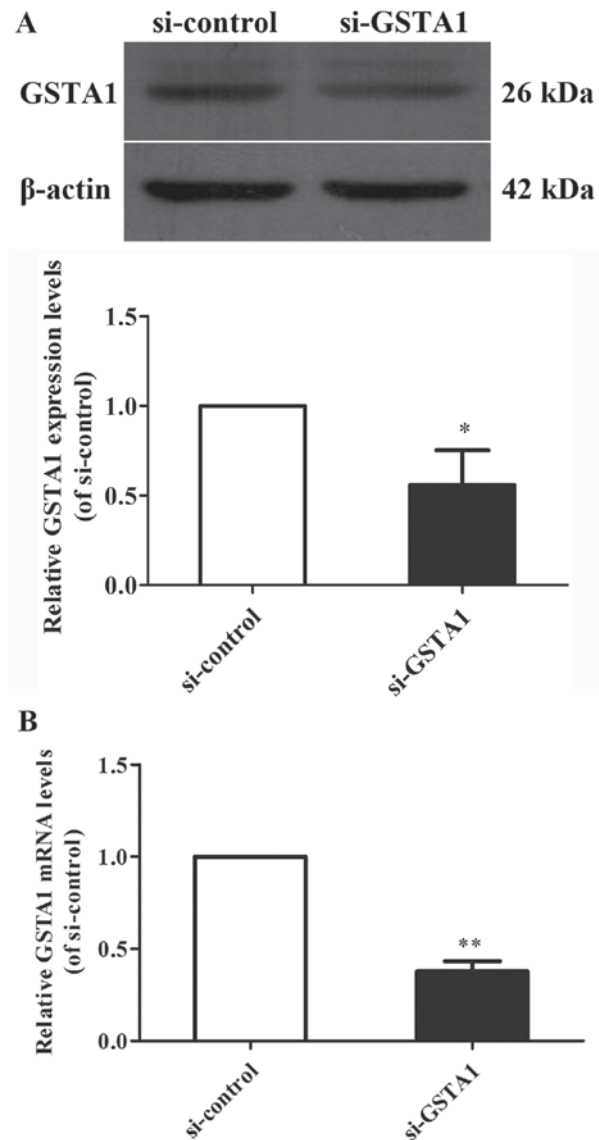 A
si-control si-GSTA1
GSTA1 26 kDa
β-actin 42 kDa
Relative GSTA1 expression levels
(of si-control)
1.5
1.0
0.5
0.0
*
si-control
si-GSTA1
B
Relative GSTA1 mRNA levels
(of si-control)
1.5
1.0
0.5
0.0
**
si-control
si-GSTA1